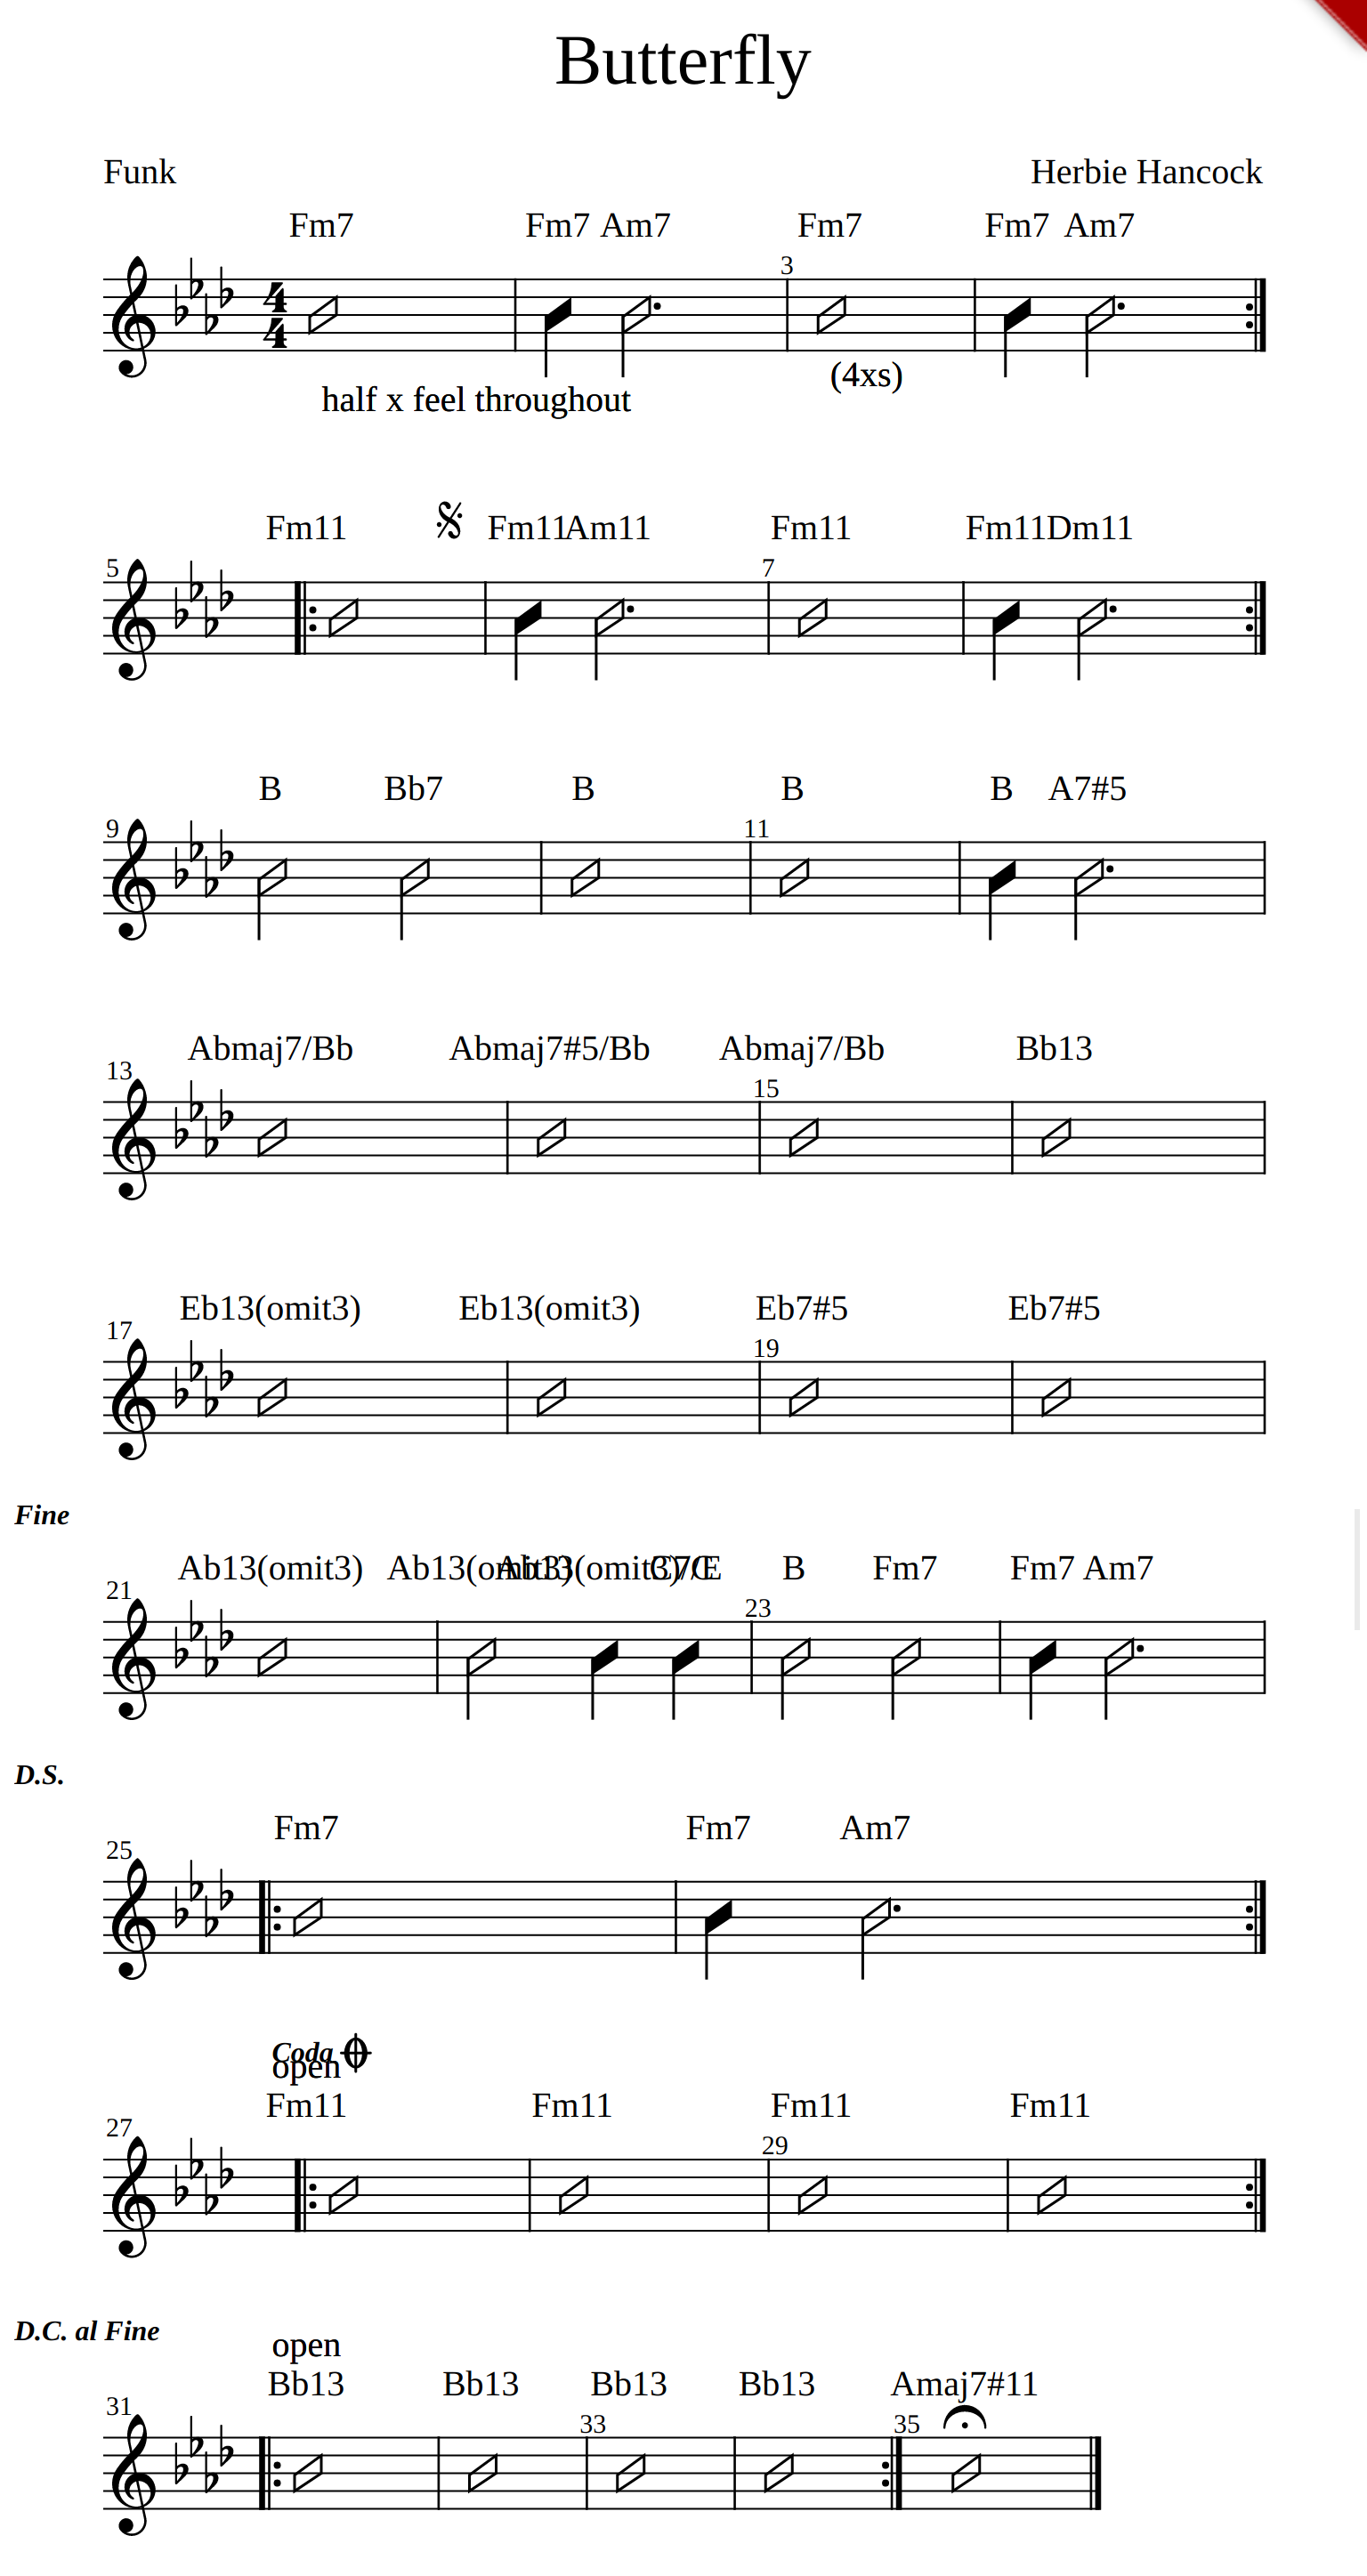 Butterfly
Funk
Herbie Hancock
Fm7 Fm7 Am7 Fm7 Fm7 Am7
3
4
4
(4xs)
half x feel throughout
Fm11 Fm11 Am11 Fm11 Fm11 Dm11
5 7
B Bb7 B B B A7#5
9 11
Abmaj7/Bb Abmaj7#5/Bb Abmaj7/Bb Bb13
13 15
Eb13(omit3) Eb13(omit3) Eb7#5 Eb7#5
17 19
Fine
Ab13(omit3) Ab13(omit3) Ab13(omit3)/C C7/E B Fm7 Fm7 Am7
21 23
D.S.
Fm7 Fm7 Am7
25
Coda
open
Fm11 Fm11 Fm11 Fm11
27 29
D.C. al Fine
open
Bb13 Bb13 Bb13 Bb13 Amaj7#11
31 33 35